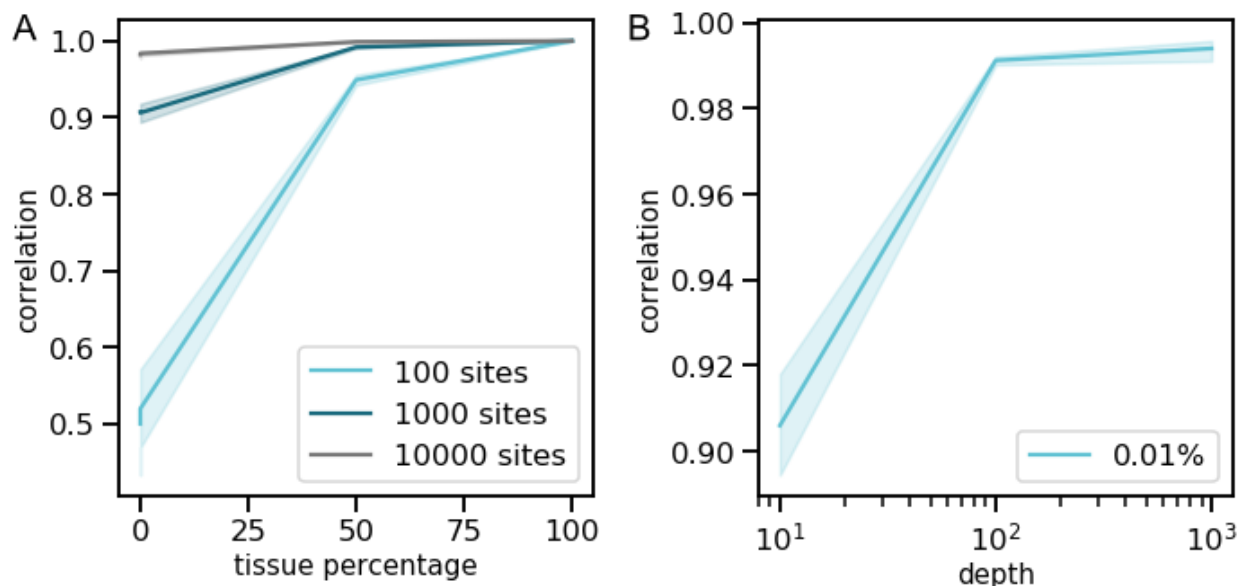 A
1.0
0.9
0.8
0.7
0.6
0.5
correlation
100 sites
1000 sites
10000 sites
0 25 50 75 100
tissue percentage
B
1.00
0.98
0.96
0.94
0.92
0.90
correlation
0.01%
10¹ 10² 10³
depth